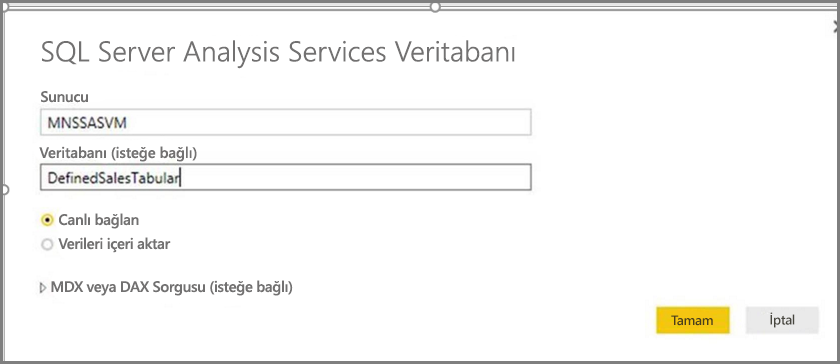 SQL Server Analysis Services Veritabanı
Sunucu
MNSSASVM
Veritabanı (isteğe bağlı)
DefinedSalesTabular
Canlı bağlan
Verileri içeri aktar
MDX veya DAX Sorgusu (isteğe bağlı)
Tamam İptal